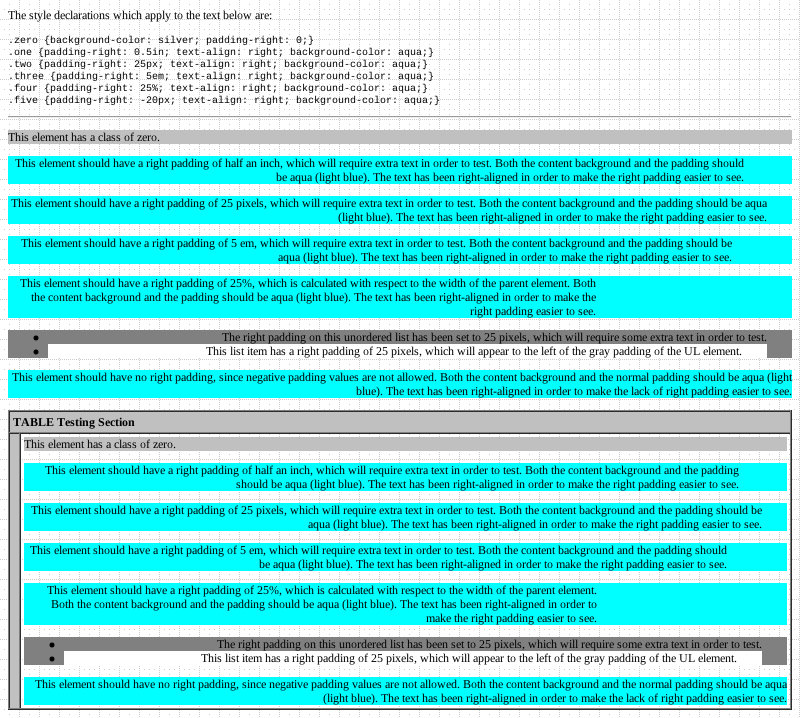 The style declarations which apply to the text below are:
.zero {background-color: silver; padding-right: 0;}
.one {padding-right: 0.5in; text-align: right; background-color: aqua;}
.two {padding-right: 25px; text-align: right; background-color: aqua;}
.three {padding-right: 5em; text-align: right; background-color: aqua;}
.four {padding-right: 25%; text-align: right; background-color: aqua;}
.five {padding-right: -20px; text-align: right; background-color: aqua;}
This element has a class of zero.
This element should have a right padding of half an inch, which will require extra text in order to test. Both the content background and the padding should
be aqua (light blue). The text has been right-aligned in order to make the right padding easier to see.
This element should have a right padding of 25 pixels, which will require extra text in order to test. Both the content background and the padding should be aqua
(light blue). The text has been right-aligned in order to make the right padding easier to see.
This element should have a right padding of 5 em, which will require extra text in order to test. Both the content background and the padding should be
aqua (light blue). The text has been right-aligned in order to make the right padding easier to see.
This element should have a right padding of 25%, which is calculated with respect to the width of the parent element. Both
the content background and the padding should be aqua (light blue). The text has been right-aligned in order to make the
right padding easier to see.
The right padding on this unordered list has been set to 25 pixels, which will require some extra text in order to test.
This list item has a right padding of 25 pixels, which will appear to the left of the gray padding of the UL element.
This element should have no right padding, since negative padding values are not allowed. Both the content background and the normal padding should be aqua (light
blue). The text has been right-aligned in order to make the lack of right padding easier to see.
TABLE Testing Section
This element has a class of zero.
This element should have a right padding of half an inch, which will require extra text in order to test. Both the content background and the padding
should be aqua (light blue). The text has been right-aligned in order to make the right padding easier to see.
This element should have a right padding of 25 pixels, which will require extra text in order to test. Both the content background and the padding should be
aqua (light blue). The text has been right-aligned in order to make the right padding easier to see.
This element should have a right padding of 5 em, which will require extra text in order to test. Both the content background and the padding should
be aqua (light blue). The text has been right-aligned in order to make the right padding easier to see.
This element should have a right padding of 25%, which is calculated with respect to the width of the parent element.
Both the content background and the padding should be aqua (light blue). The text has been right-aligned in order to
make the right padding easier to see.
The right padding on this unordered list has been set to 25 pixels, which will require some extra text in order to test.
This list item has a right padding of 25 pixels, which will appear to the left of the gray padding of the UL element.
This element should have no right padding, since negative padding values are not allowed. Both the content background and the normal padding should be aqua
(light blue). The text has been right-aligned in order to make the lack of right padding easier to see.